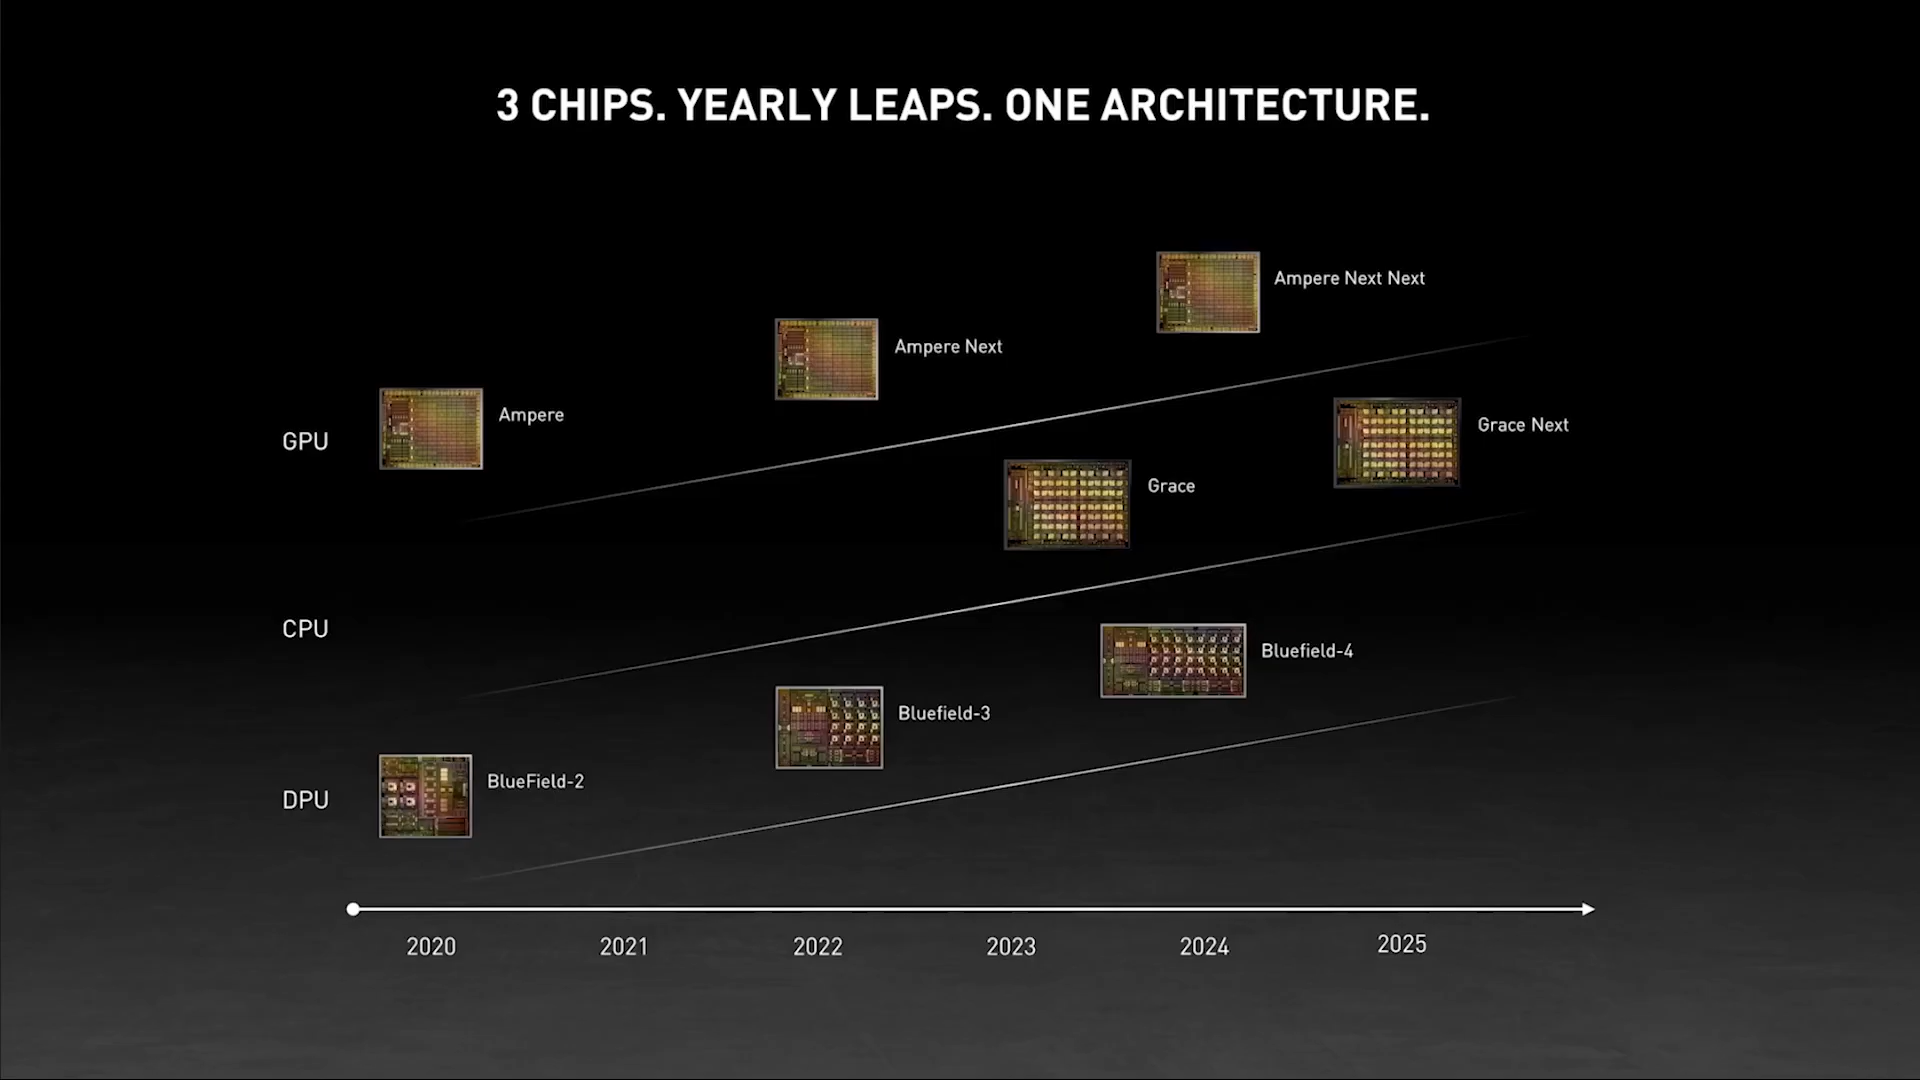 3 CHIPS. YEARLY LEAPS. ONE ARCHITECTURE.
Ampere Next Next
Ampere Next
Ampere
GPU
Grace Next
Grace
CPU
Bluefield-4
Bluefield-3
BlueField-2
DPU
2020 2021 2022 2023 2024 2025